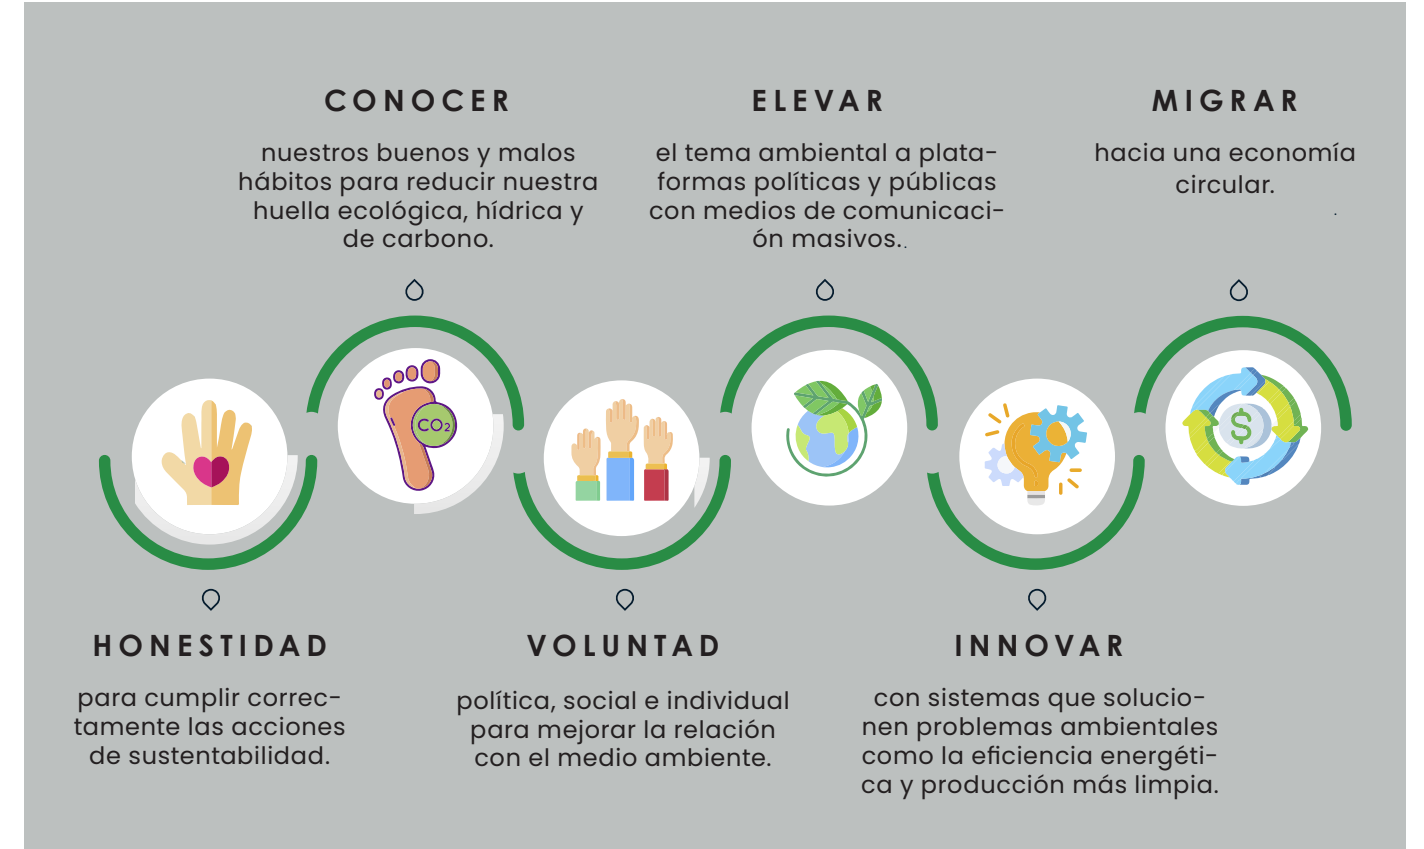 CONOCER
nuestros buenos y malos
hábitos para reducir nuestra
huella ecológica, hídrica y
de carbono.
ELEVAR
el tema ambiental a plata-
formas políticas y públicas
con medios de comunicaci-
ón masivos..
MIGRAR
hacia una economía
circular.
.
CO₂
$
HONESTIDAD
para cumplir correc-
tamente las acciones
de sustentabilidad.
VOLUNTAD
política, social e individual
para mejorar la relación
con el medio ambiente.
INNOVAR
con sistemas que solucio-
nen problemas ambientales
como la eficiencia energéti-
ca y producción más limpia.